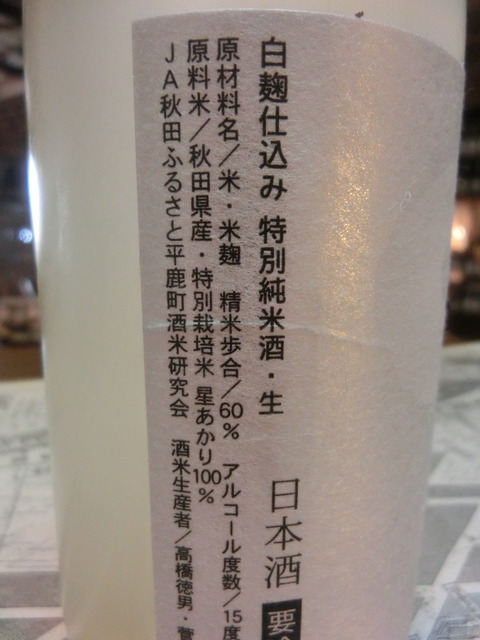 白麹仕込み 特別純米酒・生 日本酒 要
原材料名/米・米麹 精米歩合/60% アルコール度数/15度
原料米/秋田県産・特別栽培米 星あかり100%
JA秋田ふるさと平鹿町酒米研究会 酒米生産者/高橋徳男・菅